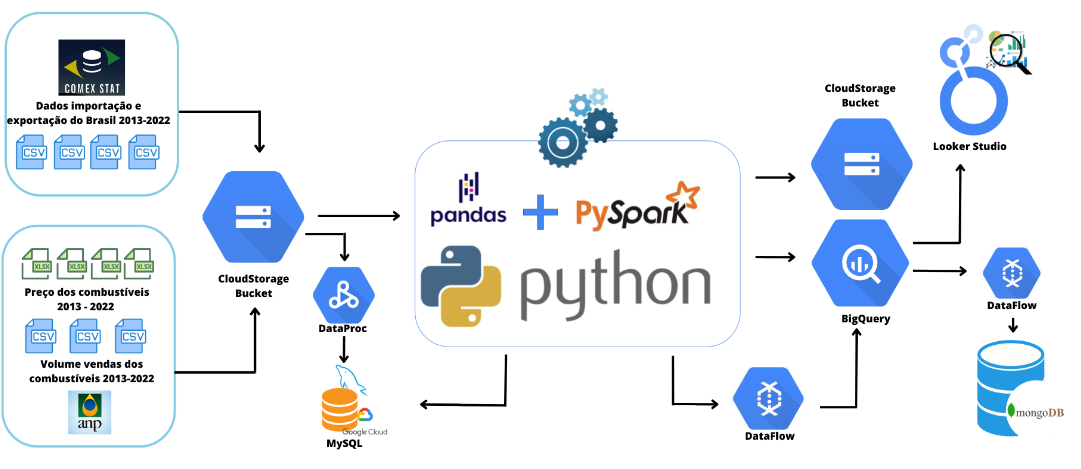 COMEX STAT
Dados importação e
exportação do Brasil 2013-2022
CSV
CSV
CSV
CSV
XLSX
XLSX
XLSX
XLSX
Preço dos combustíveis
2013 - 2022
CSV
CSV
CSV
Volume vendas dos
combustíveis 2013-2022
anp
CloudStorage
Bucket
DataProc
Google Cloud
MySQL
pandas
PySpark
python
DataFlow
CloudStorage
Bucket
BigQuery
Looker Studio
DataFlow
mongoDB